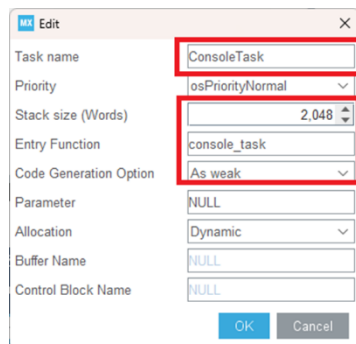 MX Edit
Task name ConsoleTask
Priority osPriorityNormal
Stack size (Words) 2,048
Entry Function console_task
Code Generation Option As weak
Parameter NULL
Allocation Dynamic
Buffer Name NULL
Control Block Name NULL
OK Cancel